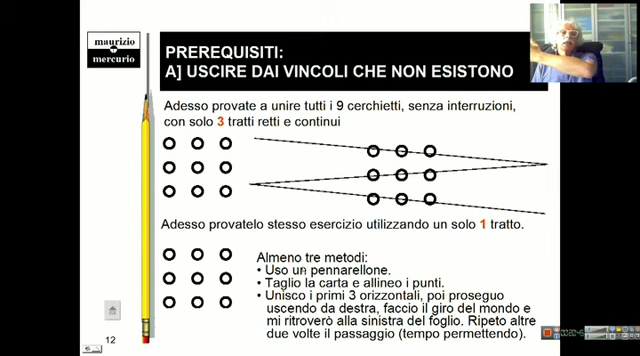 maurizio
mercurio
PREREQUISITI:
A] USCIRE DAI VINCOLI CHE NON ESISTONO
Adesso provate a unire tutti i 9 cerchietti, senza interruzioni,
con solo 3 tratti retti e continui
Adesso provatelo stesso esercizio utilizzando un solo 1 tratto.
Almeno tre metodi:
• Uso un pennarellone.
• Taglio la carta e allineo i punti.
• Unisco i primi 3 orizzontali, poi proseguo
uscendo da destra, faccio il giro del mondo e
mi ritroverò alla sinistra del foglio. Ripeto altre
due volte il passaggio (tempo permettendo).
12